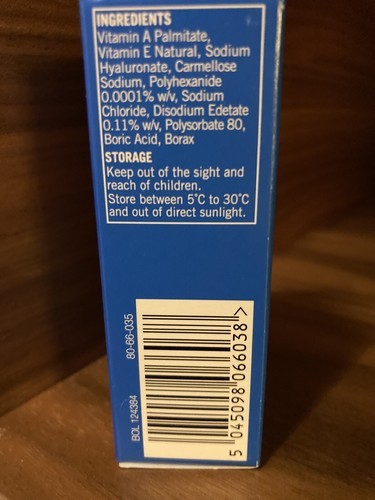 INGREDIENTS
Vitamin A Palmitate,
Vitamin E Natural, Sodium
Hyaluronate, Carmellose
Sodium, Polyhexanide
0.0001% w/v, Sodium
Chloride, Disodium Edetate
0.11% w/v, Polysorbate 80,
Boric Acid, Borax
STORAGE
Keep out of the sight and
reach of children.
Store between 5°C to 30°C
and out of direct sunlight.
80-66-035
BOL 124384
5 045098 066038 >